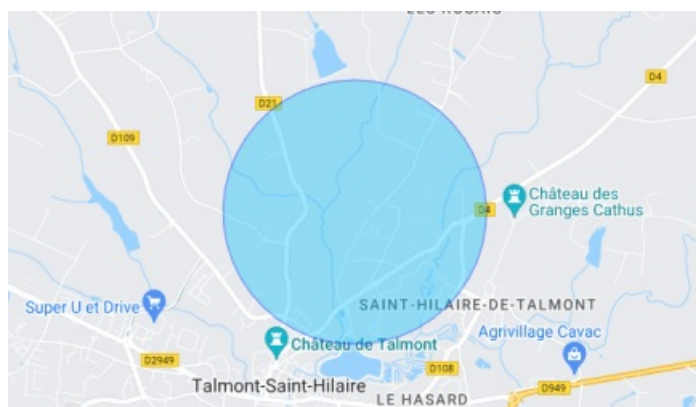 D21
D4
D109
Château des
Granges Cathus
D4
SAINT-HILAIRE-DE-TALMONT
Super U et Drive
Agrivillage Cavac
Château de Talmont
D2949
D108
Talmont-Saint-Hilaire
LE HASARD
D949